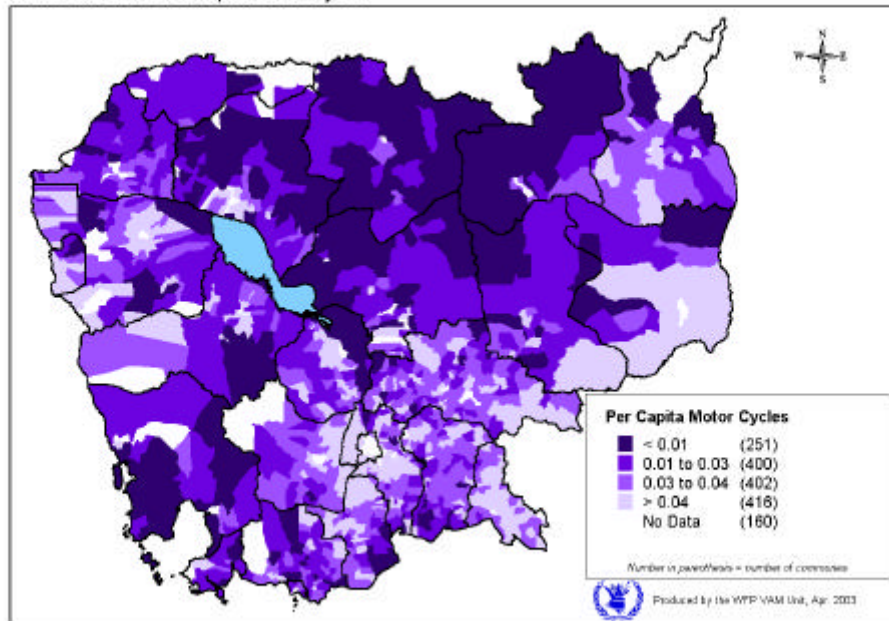 N
W E
S
Per Capita Motor Cycles
< 0.01 (251)
0.01 to 0.03 (400)
0.03 to 0.04 (402)
> 0.04 (416)
No Data (160)
Number in parenthesis = number of communes
Produced by the WFP VAM Unit, Apr. 2003